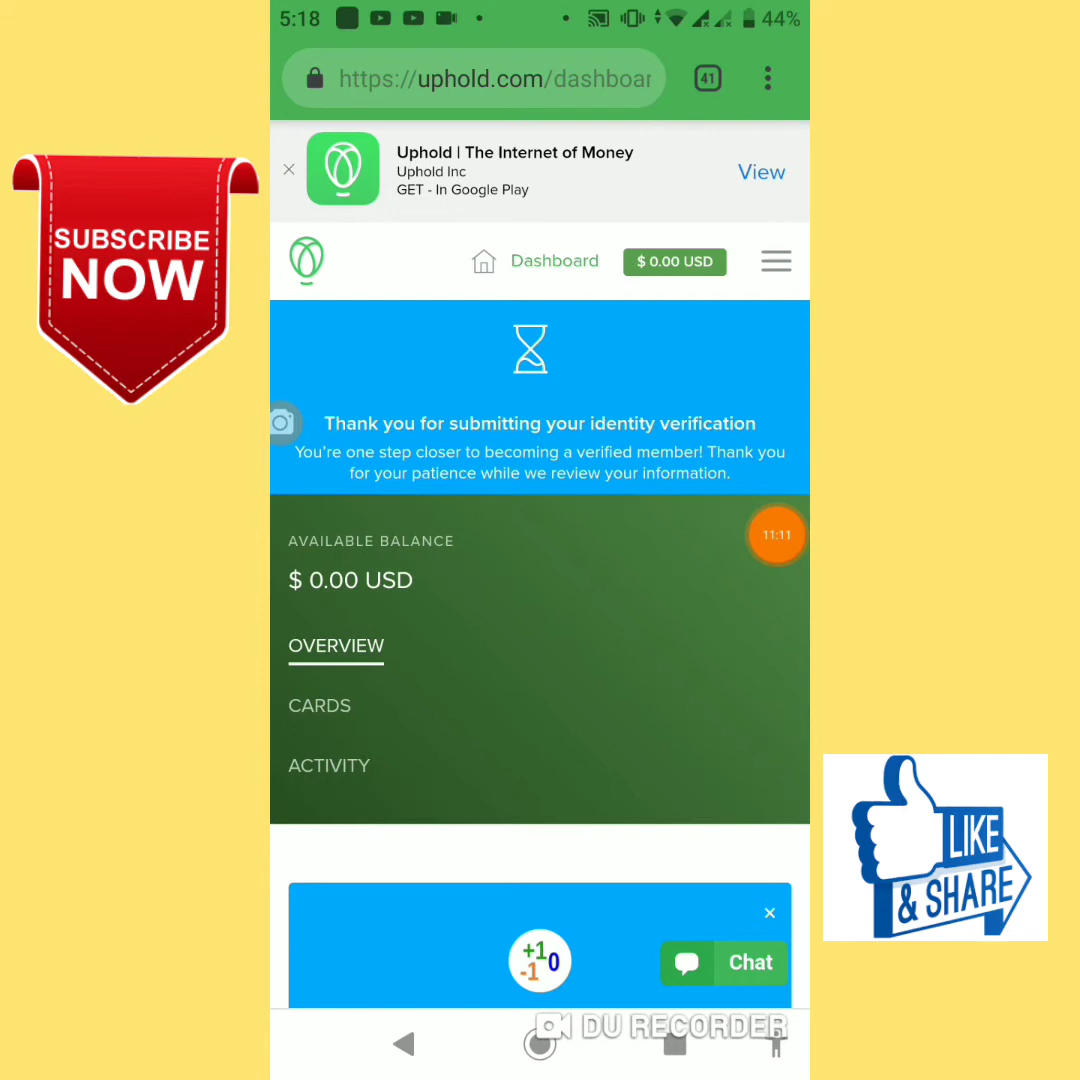 5:18
44%
https://uphold.com/dashboar
41
Uphold | The Internet of Money
Uphold Inc
GET - In Google Play
View
Dashboard
$ 0.00 USD
SUBSCRIBE
NOW
Thank you for submitting your identity verification
You're one step closer to becoming a verified member! Thank you
for your patience while we review your information.
AVAILABLE BALANCE
11:11
$ 0.00 USD
OVERVIEW
CARDS
ACTIVITY
LIKE
& SHARE
+1
-1 0
Chat
DU RECORDER